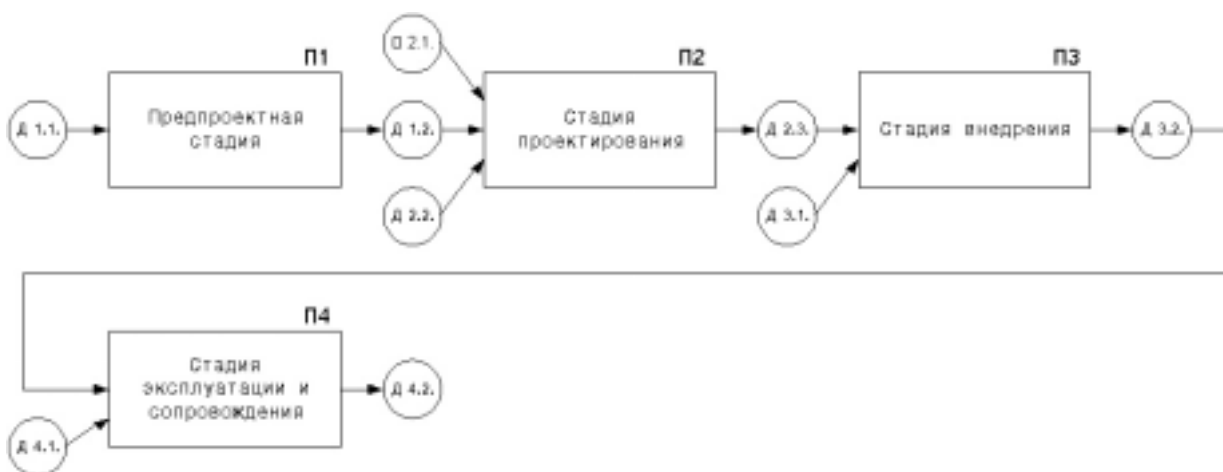 П1
П2
П3
О 2.1.
Д 1.1.
Предпроектная
стадия
Д 1.2.
Стадия
проектирования
Д 2.3.
Стадия внедрения
Д 3.2.
Д 2.2.
Д 3.1.
П4
Стадия
эксплуатации и
сопровождения
Д 4.2.
Д 4.1.